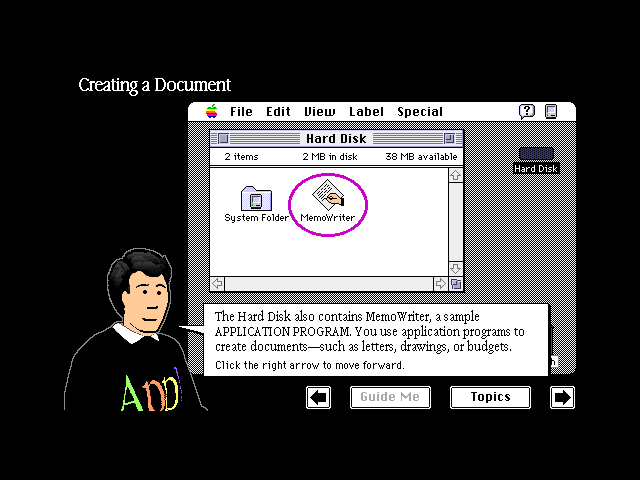 Creating a Document
File Edit View Label Special
Hard Disk
2 items 2 MB in disk 38 MB available
System Folder MemoWriter
Hard Disk
The Hard Disk also contains MemoWriter, a sample
APPLICATION PROGRAM. You use application programs to
create documents—such as letters, drawings, or budgets.
Click the right arrow to move forward.
Guide Me Topics